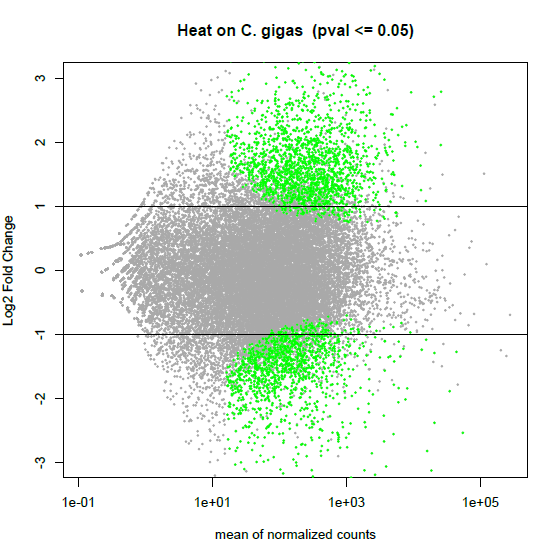 Heat on C. gigas  (pval <= 0.05)
Log2 Fold Change
3
2
1
0
-1
-2
-3
1e-01 1e+01 1e+03 1e+05
mean of normalized counts